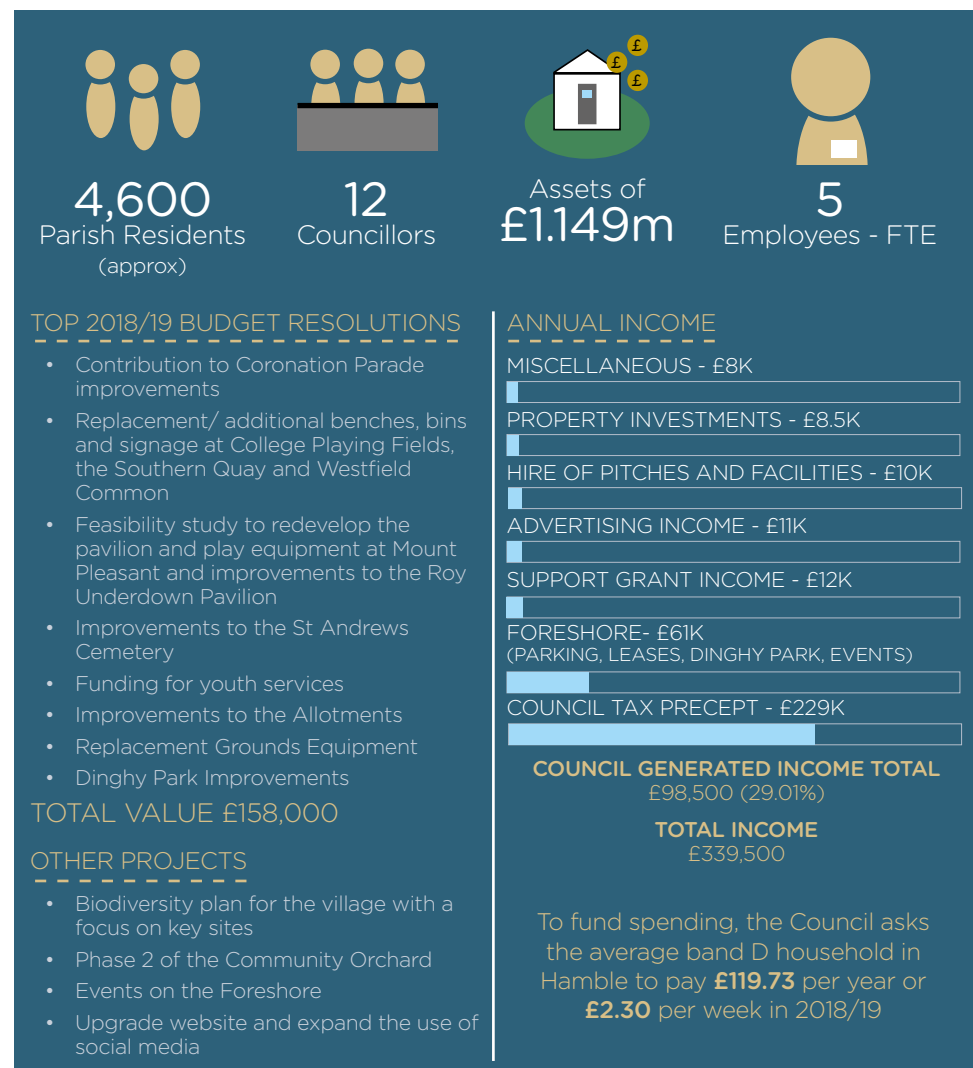 £
£
£
4,600
Parish Residents
(approx)
12
Councillors
Assets of
£1.149m
5
Employees - FTE
TOP 2018/19 BUDGET RESOLUTIONS
• Contribution to Coronation Parade
improvements
• Replacement/ additional benches, bins
and signage at College Playing Fields,
the Southern Quay and Westfield
Common
• Feasibility study to redevelop the
pavilion and play equipment at Mount
Pleasant and improvements to the Roy
Underdown Pavilion
• Improvements to the St Andrews
Cemetery
• Funding for youth services
• Improvements to the Allotments
• Replacement Grounds Equipment
• Dinghy Park Improvements
TOTAL VALUE £158,000
OTHER PROJECTS
• Biodiversity plan for the village with a
focus on key sites
• Phase 2 of the Community Orchard
• Events on the Foreshore
• Upgrade website and expand the use of
social media
ANNUAL INCOME
MISCELLANEOUS - £8K
PROPERTY INVESTMENTS - £8.5K
HIRE OF PITCHES AND FACILITIES - £10K
ADVERTISING INCOME - £11K
SUPPORT GRANT INCOME - £12K
FORESHORE- £61K
(PARKING, LEASES, DINGHY PARK, EVENTS)
COUNCIL TAX PRECEPT - £229K
COUNCIL GENERATED INCOME TOTAL
£98,500 (29.01%)
TOTAL INCOME
£339,500
To fund spending, the Council asks
the average band D household in
Hamble to pay £119.73 per year or
£2.30 per week in 2018/19